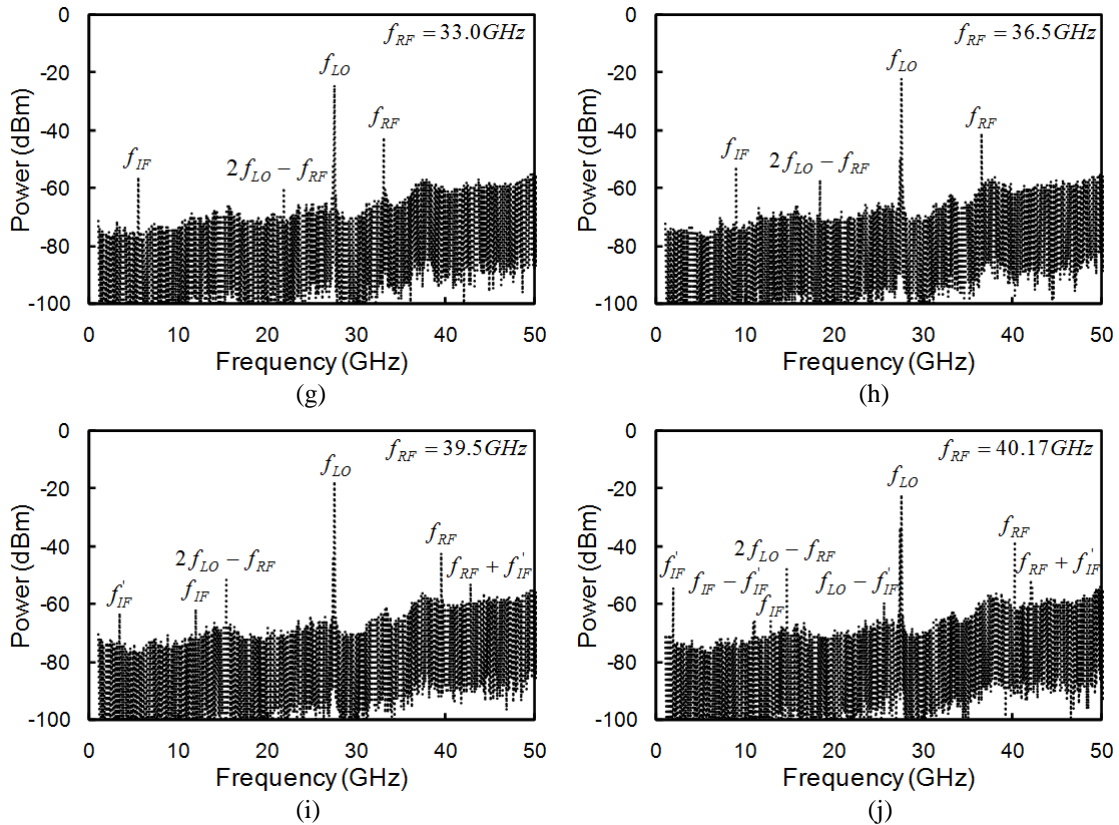 f_RF = 33.0GHz
0
-20
-40
-60
-80
-100
Power (dBm)
f_LO
f_RF
f_IF
2f_LO − f_RF
0 10 20 30 40 50
Frequency (GHz)
(g)
f_RF = 36.5GHz
0
-20
-40
-60
-80
-100
Power (dBm)
f_LO
f_RF
f_IF
2f_LO − f_RF
0 10 20 30 40 50
Frequency (GHz)
(h)
f_RF = 39.5GHz
0
-20
-40
-60
-80
-100
Power (dBm)
f_LO
f_RF
2f_LO − f_RF
f_RF + f'_IF
f'_IF
f_IF
0 10 20 30 40 50
Frequency (GHz)
(i)
f_RF = 40.17GHz
0
-20
-40
-60
-80
-100
Power (dBm)
f_LO
f_RF
2f_LO − f_RF
f_RF + f'_IF
f'_IF
f_IF − f'_IF
f_LO − f'_IF
f_IF
0 10 20 30 40 50
Frequency (GHz)
(j)